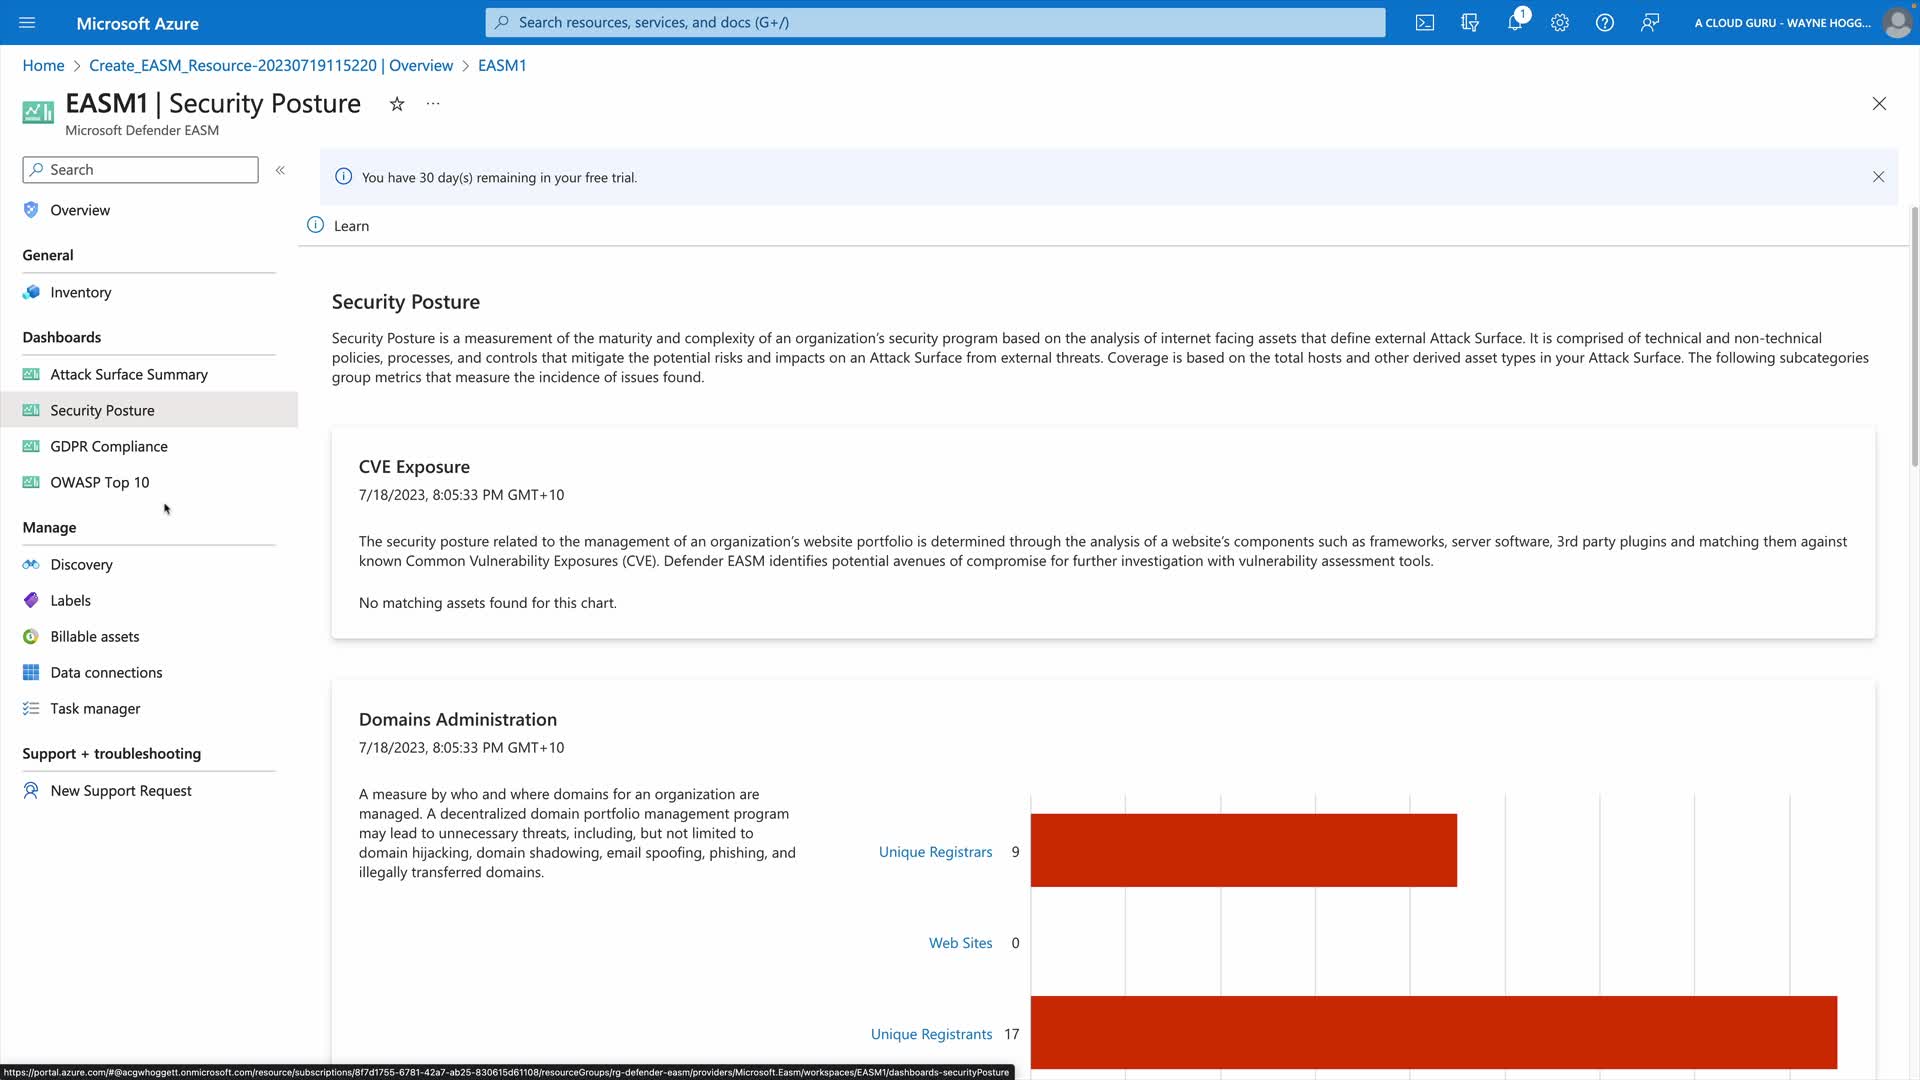 Microsoft Azure
Search resources, services, and docs (G+/)
1
A CLOUD GURU - WAYNE HOGG...
Home > Create_EASM_Resource-20230719115220 | Overview > EASM1
EASM1 | Security Posture
Microsoft Defender EASM
Search
Overview
General
Inventory
Dashboards
Attack Surface Summary
Security Posture
GDPR Compliance
OWASP Top 10
Manage
Discovery
Labels
Billable assets
Data connections
Task manager
Support + troubleshooting
New Support Request
You have 30 day(s) remaining in your free trial.
Learn
Security Posture
Security Posture is a measurement of the maturity and complexity of an organization's security program based on the analysis of internet facing assets that define external Attack Surface. It is comprised of technical and non-technical
policies, processes, and controls that mitigate the potential risks and impacts on an Attack Surface from external threats. Coverage is based on the total hosts and other derived asset types in your Attack Surface. The following subcategories
group metrics that measure the incidence of issues found.
CVE Exposure
7/18/2023, 8:05:33 PM GMT+10
The security posture related to the management of an organization's website portfolio is determined through the analysis of a website's components such as frameworks, server software, 3rd party plugins and matching them against
known Common Vulnerability Exposures (CVE). Defender EASM identifies potential avenues of compromise for further investigation with vulnerability assessment tools.
No matching assets found for this chart.
Domains Administration
7/18/2023, 8:05:33 PM GMT+10
A measure by who and where domains for an organization are
managed. A decentralized domain portfolio management program
may lead to unnecessary threats, including, but not limited to
domain hijacking, domain shadowing, email spoofing, phishing, and
illegally transferred domains.
Unique Registrars 9
Web Sites 0
Unique Registrants 17
https://portal.azure.com/#@acgwhoggett.onmicrosoft.com/resource/subscriptions/8f7d1755-6781-42a7-ab25-830615d61108/resourceGroups/rg-defender-easm/providers/Microsoft.Easm/workspaces/EASM1/dashboards-securityPosture